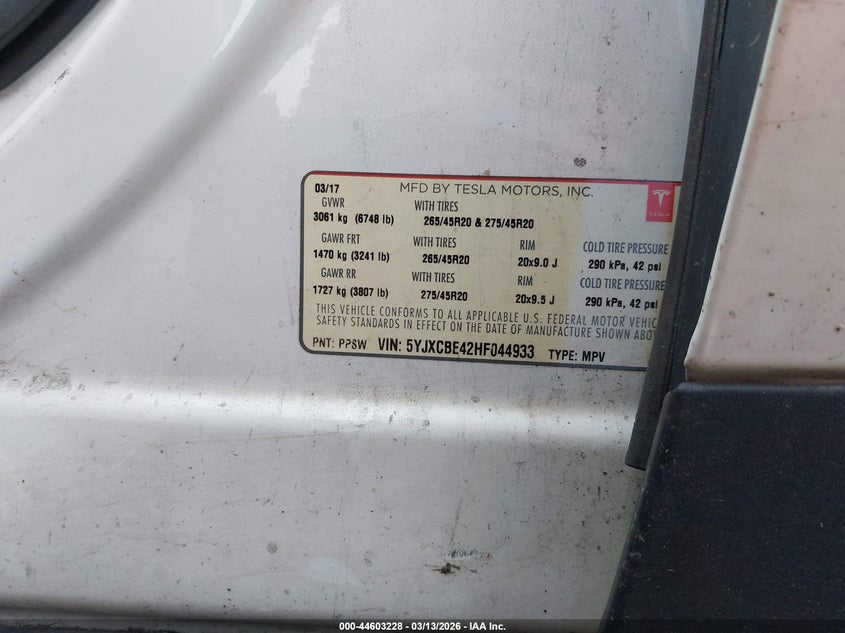 03/17 MFD BY TESLA MOTORS, INC.
GVWR WITH TIRES
3061 kg (6748 lb) 265/45R20 & 275/45R20
TESLA
GAWR FRT WITH TIRES RIM COLD TIRE PRESSURE
1470 kg (3241 lb) 265/45R20 20x9.0 J 290 kPa, 42 psi
GAWR RR WITH TIRES RIM COLD TIRE PRESSURE
1727 kg (3807 lb) 275/45R20 20x9.5 J 290 kPa, 42 psi
THIS VEHICLE CONFORMS TO ALL APPLICABLE U.S. FEDERAL MOTOR VEHIC
SAFETY STANDARDS IN EFFECT ON THE DATE OF MANUFACTURE SHOWN ABOV
PNT: PPSW VIN: 5YJXCBE42HF044933 TYPE: MPV
000-44603228 - 03/13/2026 - IAA Inc.